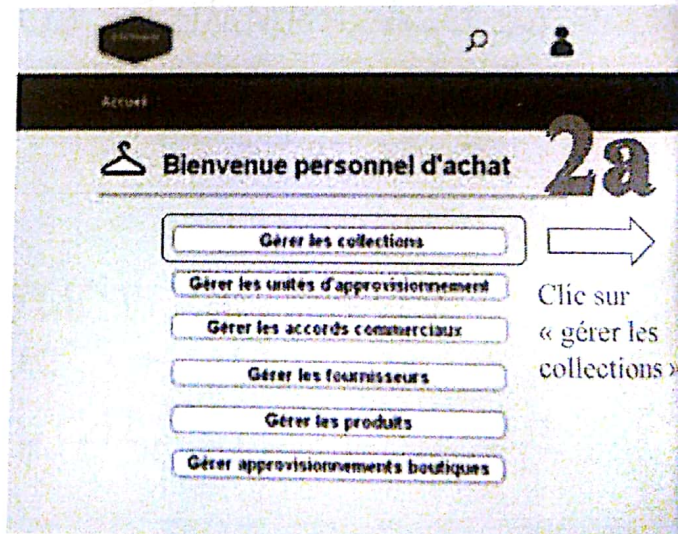 Accueil
Bienvenue personnel d'achat
2a
Gérer les collections
Gérer les unités d'approvisionnement
Gérer les accords commerciaux
Gérer les fournisseurs
Gérer les produits
Gérer approvisionnements boutiques
Clic sur
« gérer les
collections »